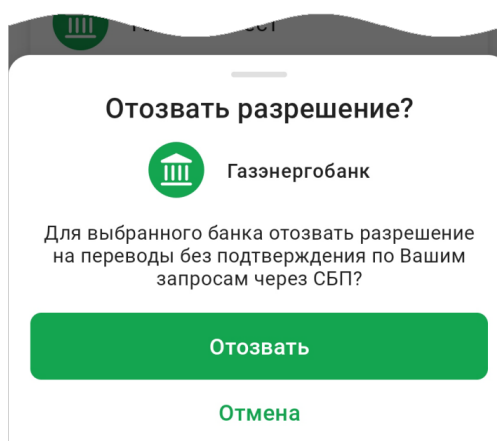 Отозвать разрешение?
Газэнергобанк
Для выбранного банка отозвать разрешение
на переводы без подтверждения по Вашим
запросам через СБП?
Отозвать
Отмена